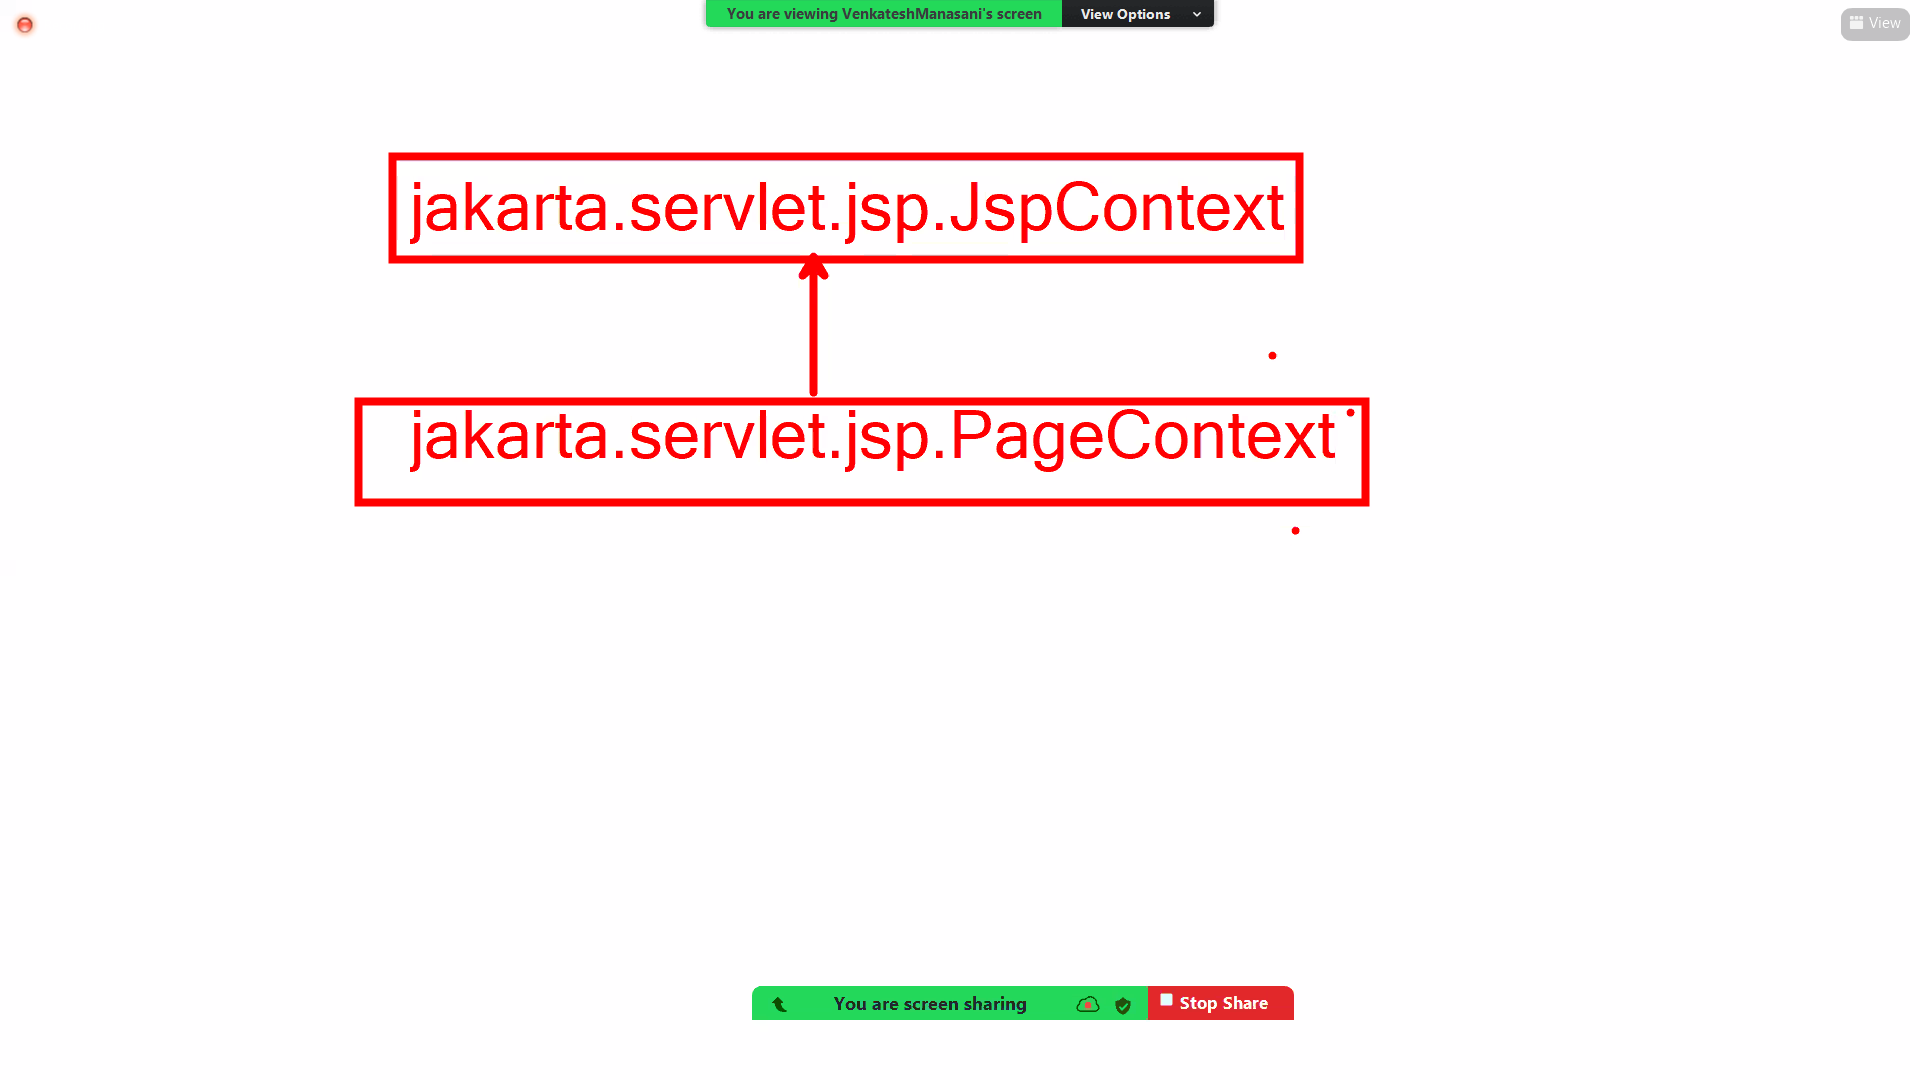 You are viewing VenkateshManasani's screen View Options
View
jakarta.servlet.jsp.JspContext
jakarta.servlet.jsp.PageContext
You are screen sharing Stop Share